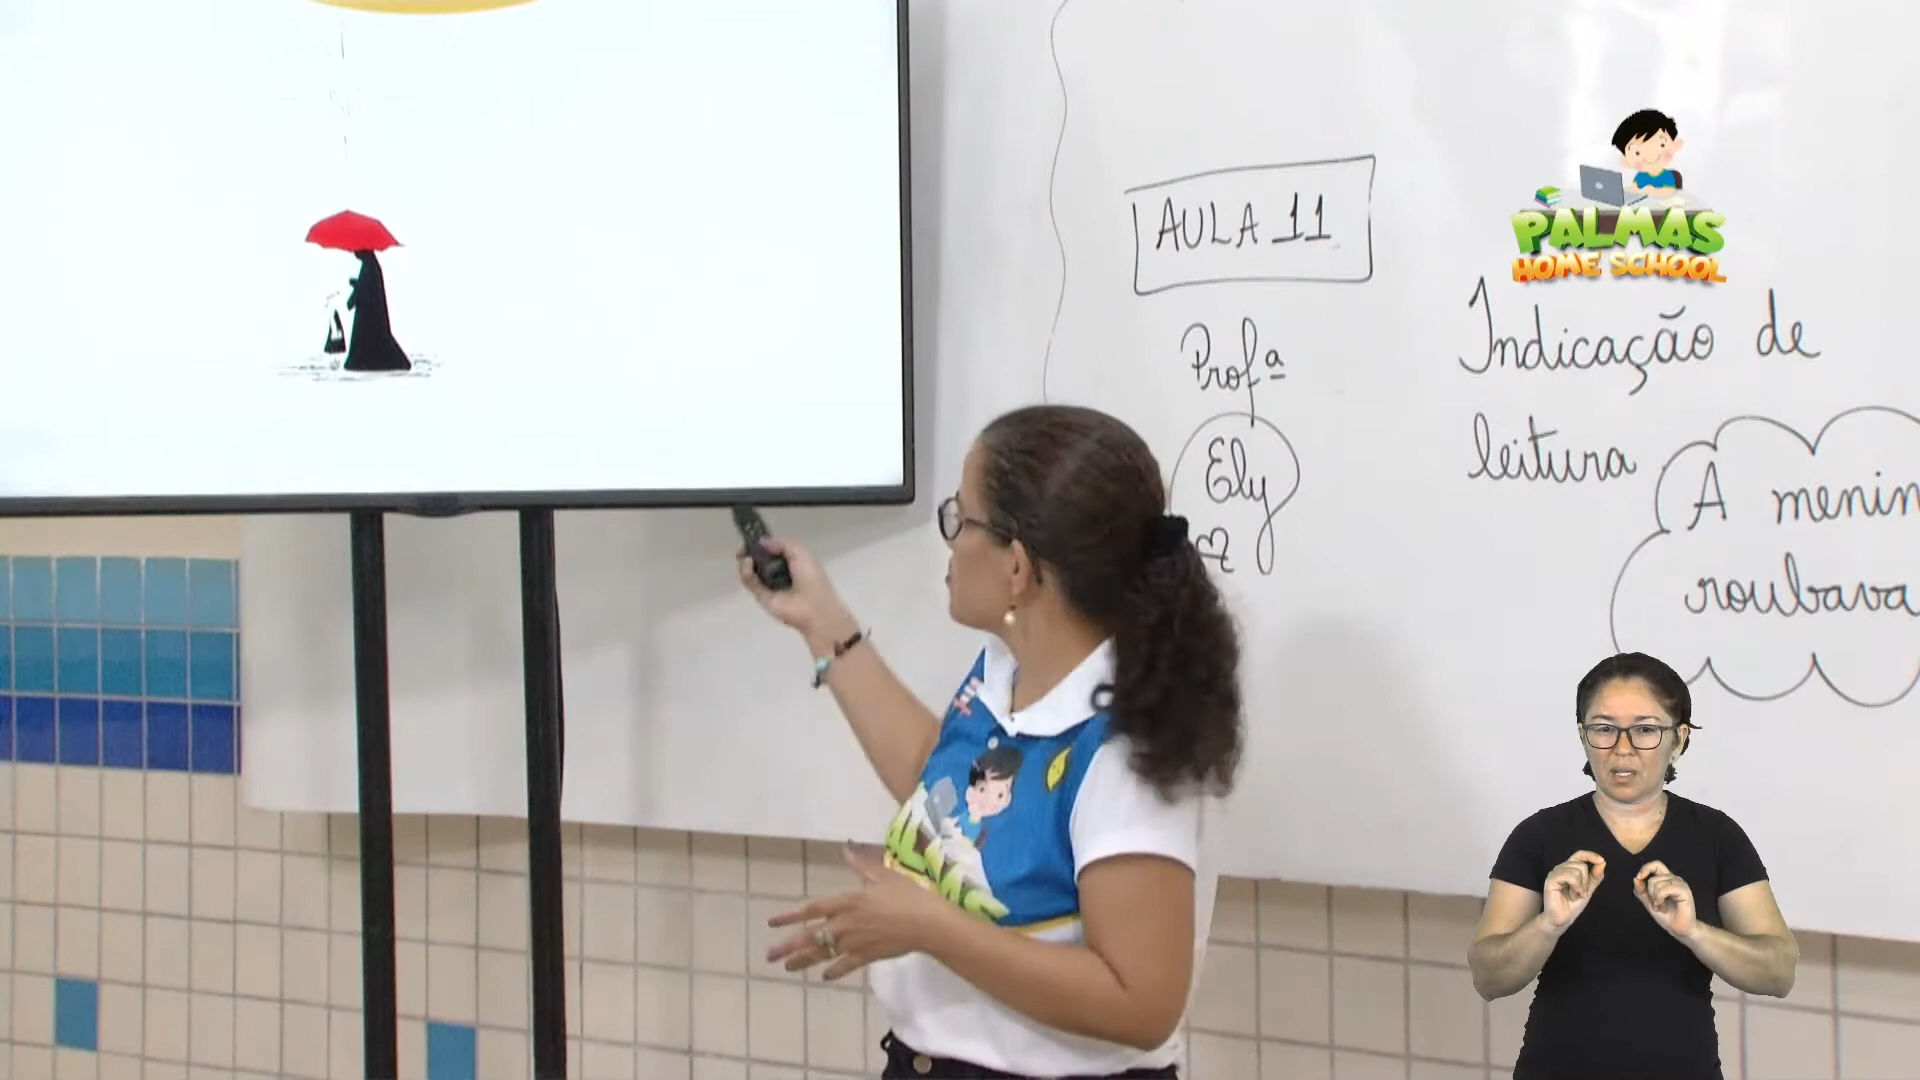 AULA 11
Profª
Ely
PALMAS
HOME SCHOOL
Indicação de
leitura
A menin
roubava